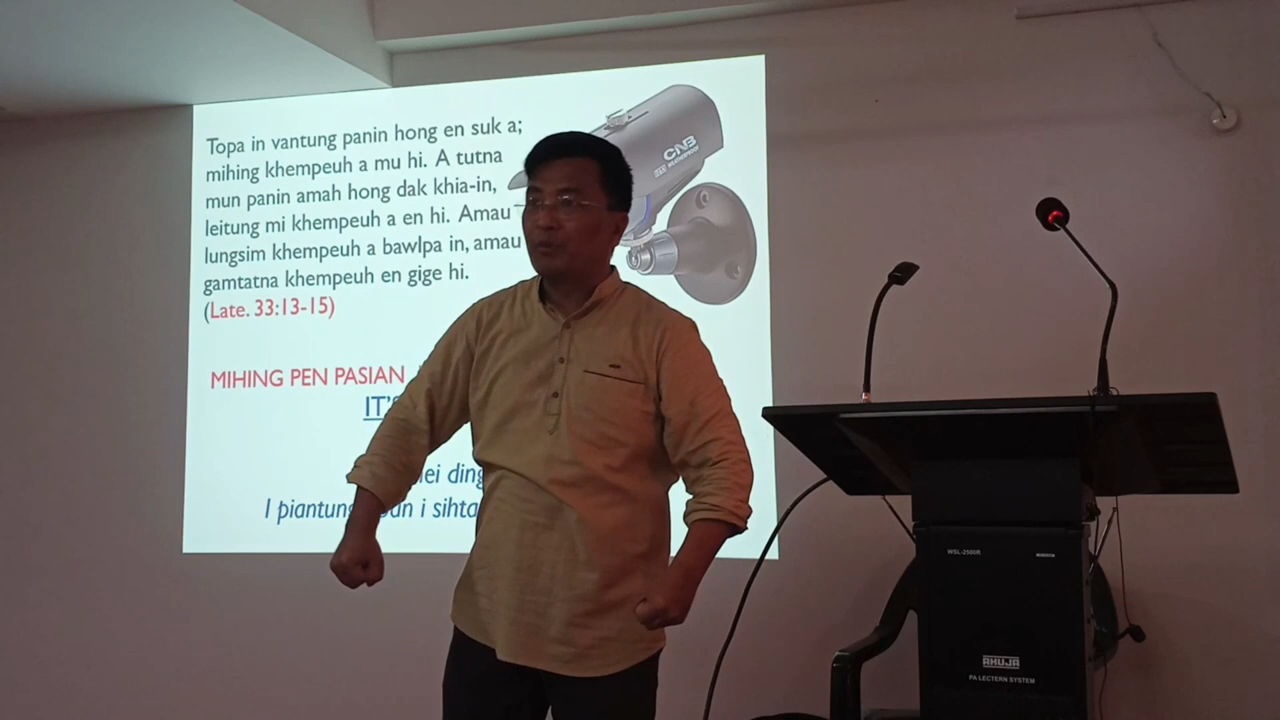 Topa in vantung panin hong en suk a;
mihing khempeuh a mu hi. A tutna
mun panin amah hong dak khia-in,
leitung mi khempeuh a en hi. Amau
lungsim khempeuh a bawlpa in, amau
gamtatna khempeuh en gige hi.
(Late. 33:13-15)
MIHING PEN PASIAN
IT'S
ding
I piantung i sihta
CNB
WEATHERPROOF
WSL-2500R
AHUJA
PA LECTERN SYSTEM